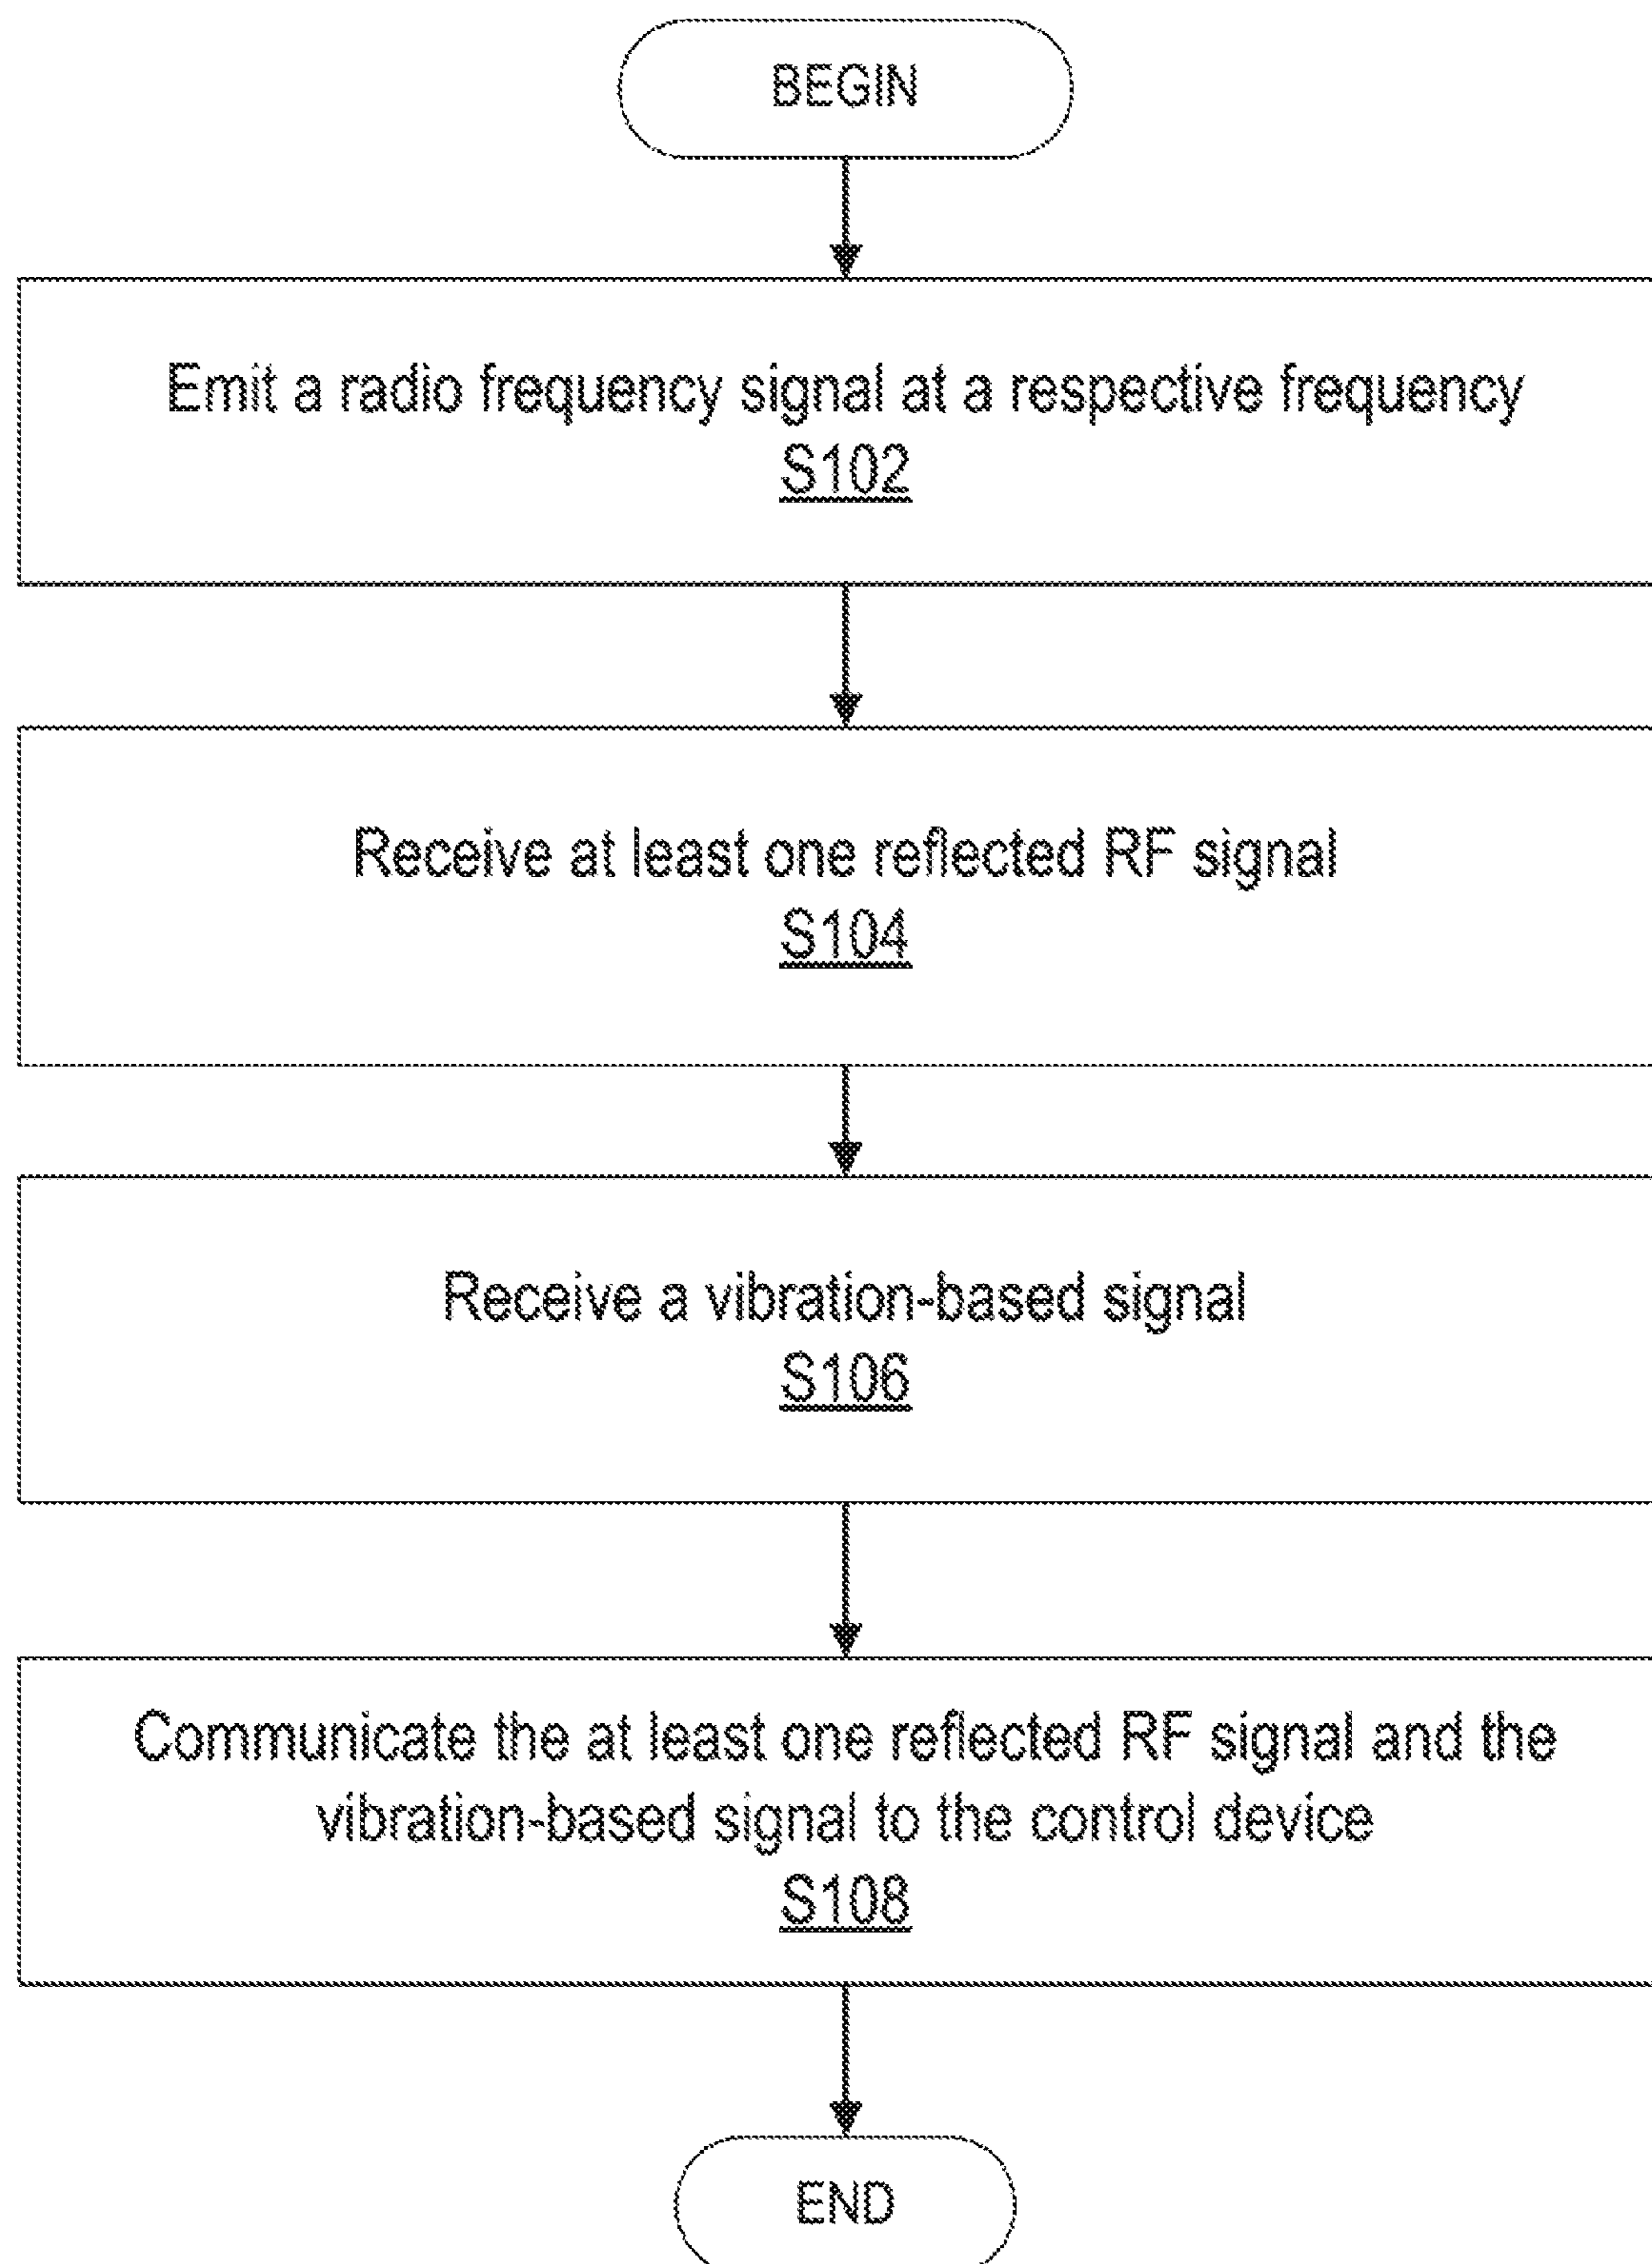 BEGIN
Emit a radio frequency signal at a respective frequency
S102
Receive at least one reflected RF signal
S104
Receive a vibration-based signal
S106
Communicate the at least one reflected RF signal and the
vibration-based signal to the control device
S108
END